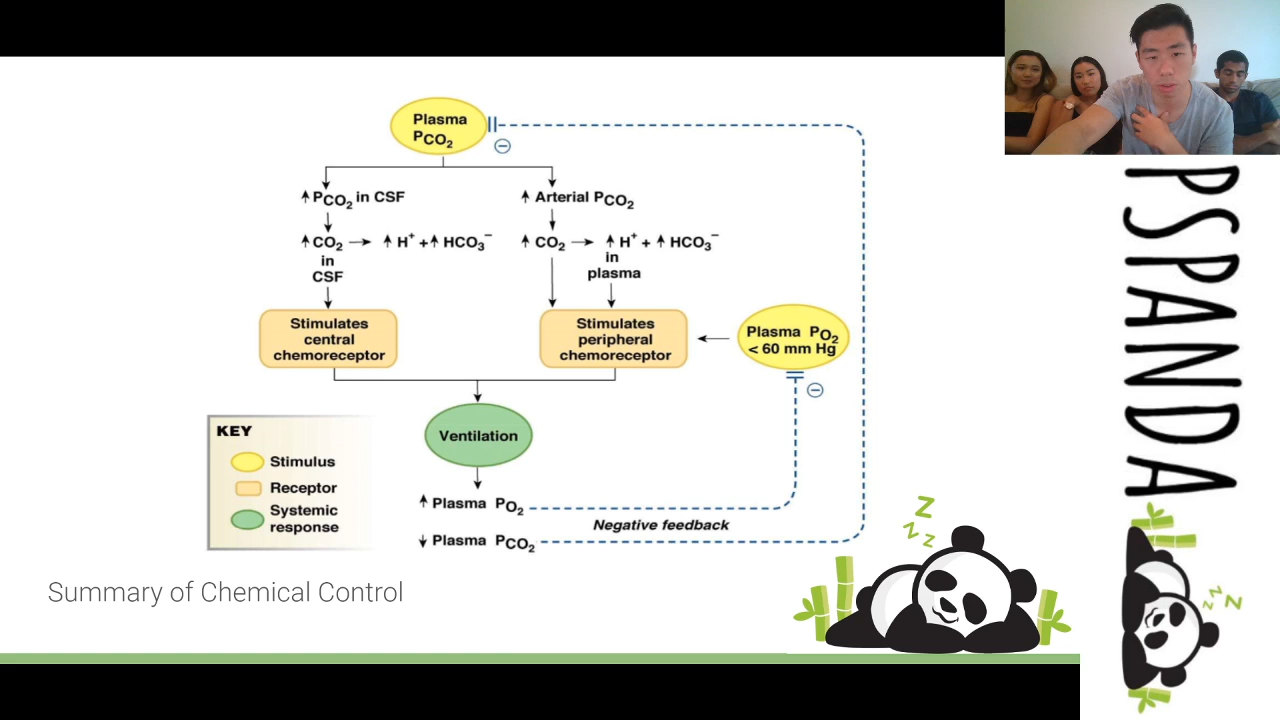 Plasma
PCO2
⊖
↑PCO2 in CSF
↑ Arterial PCO2
↑CO2 → ↑H+ +↑HCO3−
↑ CO2 → ↑ H+ + ↑ HCO3−
in
CSF
in
plasma
Stimulates
central
chemoreceptor
Stimulates
peripheral
chemoreceptor
Plasma PO2
< 60 mm Hg
⊖
Ventilation
KEY
Stimulus
Receptor
Systemic
response
↑ Plasma PO2
Negative feedback
↓ Plasma PCO2
Summary of Chemical Control
Z
Z Z
PSPANDA
Z Z Z